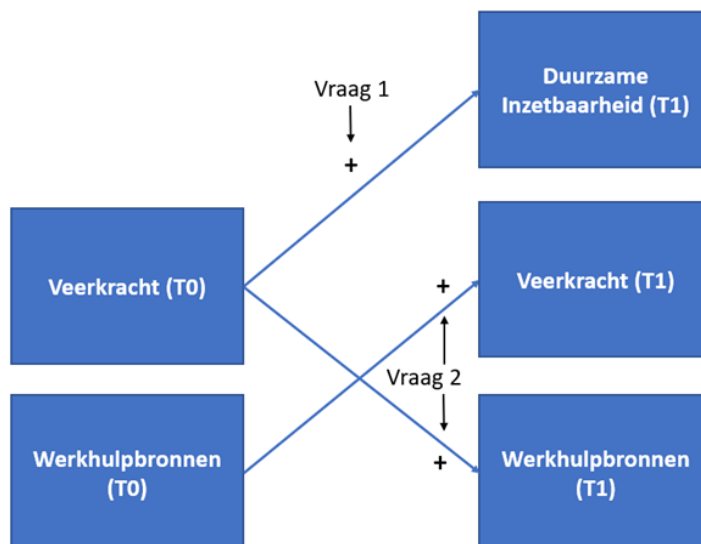 Duurzame
Inzetbaarheid (T1)
Vraag 1
+
Veerkracht (T0)
Veerkracht (T1)
+
Vraag 2
Werkhulpbronnen
(T0)
+
Werkhulpbronnen
(T1)